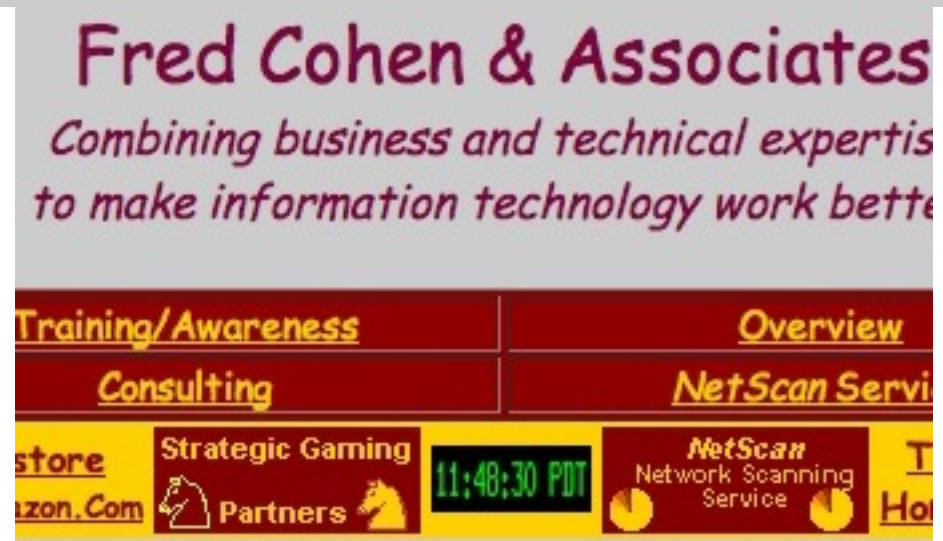 Fred Cohen & Associates
Combining business and technical expertis
to make information technology work bette
Training/Awareness
Overview
Consulting
NetScan Servi
store
azon.Com
Strategic Gaming
Partners
11:48:30 PDT
NetScan
Network Scanning
Service
T
Ho